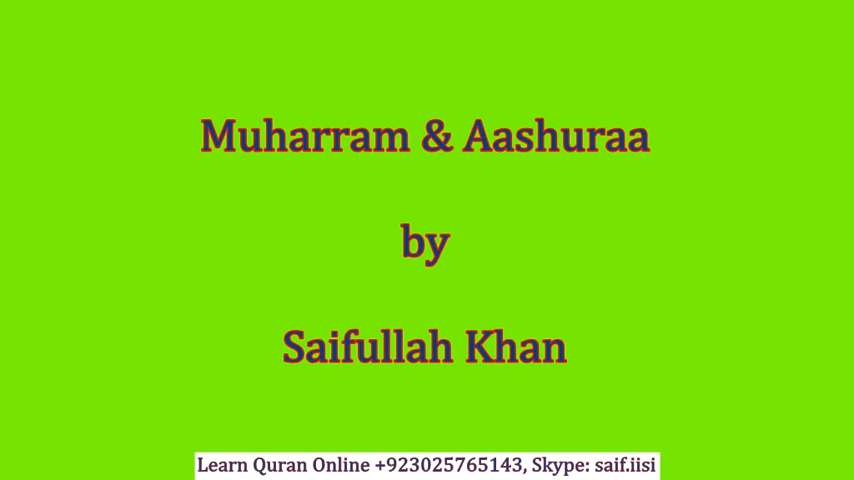 Muharram & Aashuraa
by
Saifullah Khan
Learn Quran Online +923025765143, Skype: saif.iisi